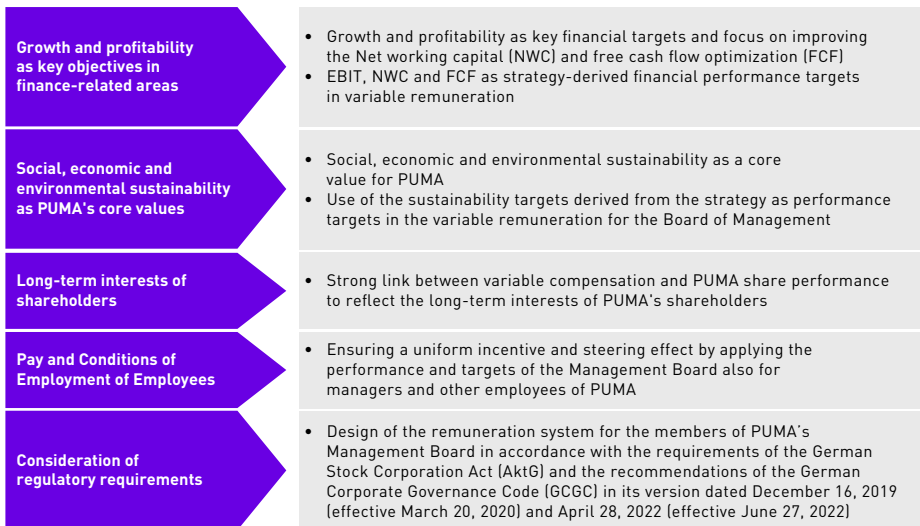 Growth and profitability
as key objectives in
finance-related areas
• Growth and profitability as key financial targets and focus on improving
the Net working capital (NWC) and free cash flow optimization (FCF)
• EBIT, NWC and FCF as strategy-derived financial performance targets
in variable remuneration
Social, economic and
environmental sustainability
as PUMA's core values
• Social, economic and environmental sustainability as a core
value for PUMA
• Use of the sustainability targets derived from the strategy as performance
targets in the variable remuneration for the Board of Management
Long-term interests of
shareholders
• Strong link between variable compensation and PUMA share performance
to reflect the long-term interests of PUMA's shareholders
Pay and Conditions of
Employment of Employees
• Ensuring a uniform incentive and steering effect by applying the
performance and targets of the Management Board also for
managers and other employees of PUMA
Consideration of
regulatory requirements
• Design of the remuneration system for the members of PUMA’s
Management Board in accordance with the requirements of the German
Stock Corporation Act (AktG) and the recommendations of the German
Corporate Governance Code (GCGC) in its version dated December 16, 2019
(effective March 20, 2020) and April 28, 2022 (effective June 27, 2022)